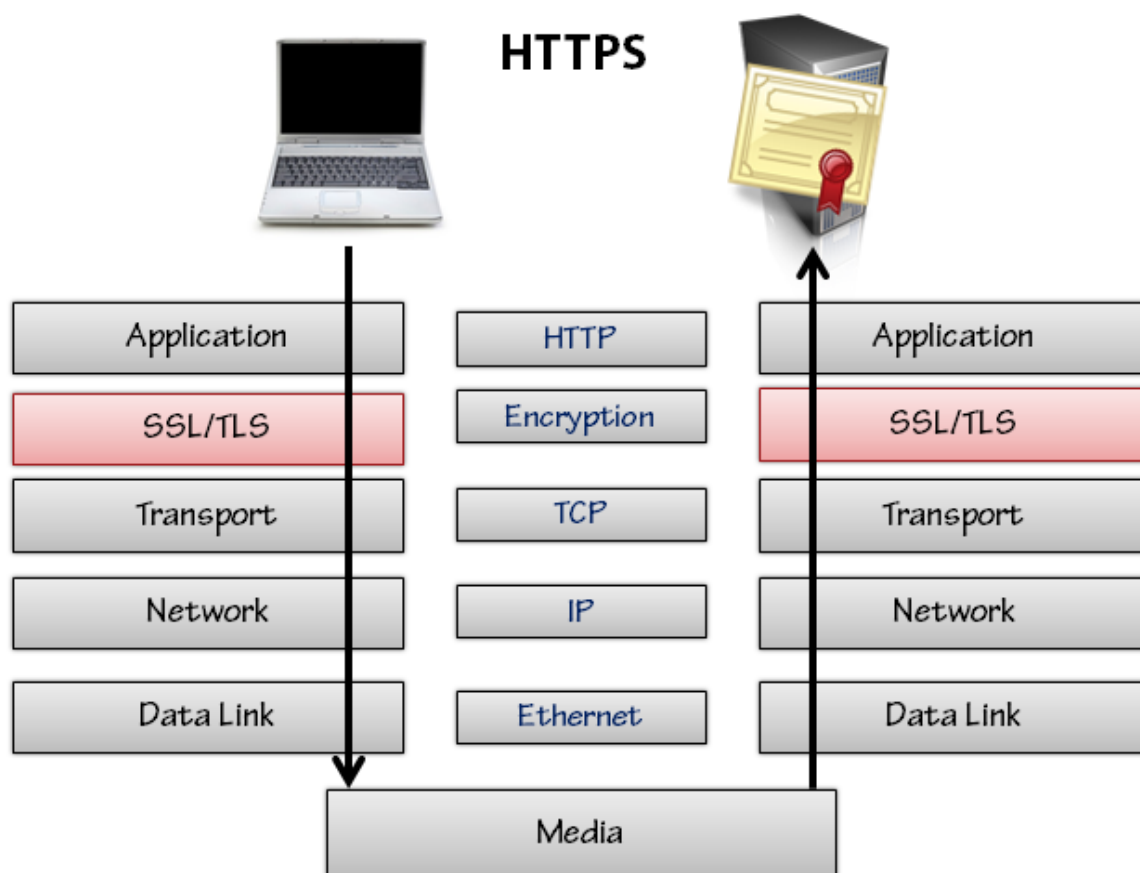 HTTPS
Application
HTTP
Application
SSL/TLS
Encryption
SSL/TLS
Transport
TCP
Transport
Network
IP
Network
Data Link
Ethernet
Data Link
Media